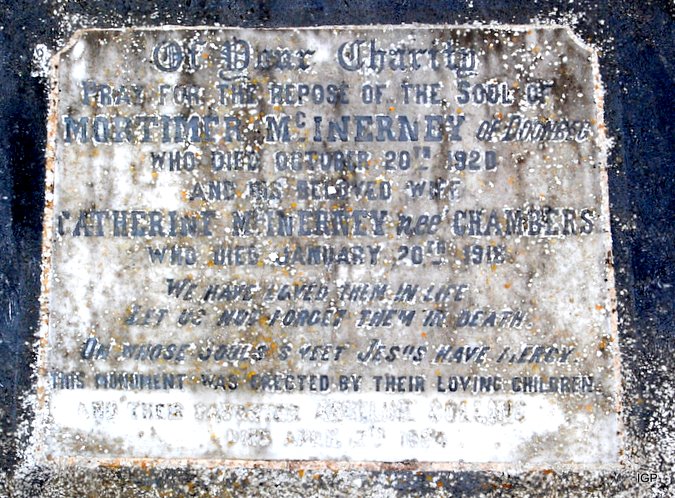 Of Your Charity
PRAY FOR THE REPOSE OF THE SOUL OF
MORTIMER McINERNEY OF DOONBEG
WHO DIED OCTOBER 20TH 1920
AND HIS BELOVED WIFE
CATHERINE McINERNEY nee CHAMBERS
WHO DIED JANUARY 20TH 1918
WE HAVE LOVED THEM IN LIFE
LET US NOT FORGET THEM IN DEATH.
ON WHOSE SOULS SWEET JESUS HAVE MERCY
THIS MONUMENT WAS ERECTED BY THEIR LOVING CHILDREN.
AND THEIR DAUGHTER
DIED APRIL
IGP